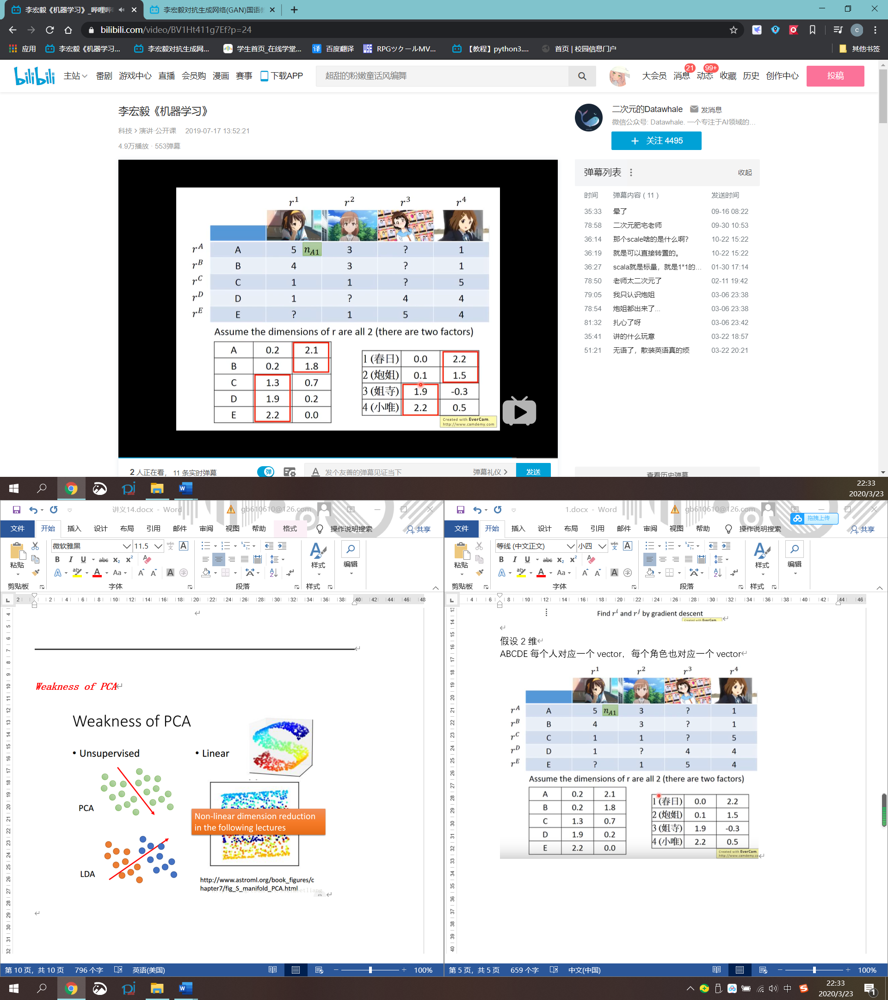 李宏毅《机器学习》_哔哩哔
李宏毅对抗生成网络(GAN)国语
bilibili.com/video/BV1Ht411g7Ef?p=24
应用
李宏毅《机器学习...
李宏毅对抗生成网...
学生首页_在线学堂...
百度翻译
RPGツクールMV...
【教程】python3....
首页 | 校园信息门户
其他书签
bilibili 主站 番剧 游戏中心 直播 会员购 漫画 赛事 下载APP
超甜的粉嫩童话风编舞
大会员 消息 21 动态 99+ 收藏 历史 创作中心 投稿
李宏毅《机器学习》
科技 > 演讲·公开课 2019-07-17 13:52:21
4.9万播放 · 553弹幕
二次元的Datawhale 发消息
微信公众号: Datawhale. 一个专注于AI领域的...
+ 关注 4495
弹幕列表 收起
时间 弹幕内容 ( 11 ) 发送时间
35:33 晕了 09-16 08:22
78:58 二次元肥宅老师 09-30 10:53
36:14 那个scale啥的是什么啊? 10-22 15:22
36:19 就是可以直接转置的。 10-22 15:22
36:27 scala就是标量，就是1*1的... 01-30 17:14
78:50 老师太二次元了 02-11 19:42
79:05 我只认识炮姐 03-06 23:38
78:54 炮姐都出来了... 03-06 23:38
81:32 扎心了呀 03-06 23:42
35:41 讲的什么玩意 03-22 18:57
51:21 无语了，散装英语真的烦 03-22 20:21
查看历史弹幕
r1 r2 r3 r4
rA A 5 nA1 3 ? 1
rB B 4 3 ? 1
rC C 1 1 ? 5
rD D 1 ? 4 4
rE E ? 1 5 4
Assume the dimensions of r are all 2 (there are two factors)
A 0.2 2.1
B 0.2 1.8
C 1.3 0.7
D 1.9 0.2
E 2.2 0.0
1 (春日) 0.0 2.2
2 (炮姐) 0.1 1.5
3 (姐寺) 1.9 -0.3
4 (小唯) 2.2 0.5
Created with EverCam.
http://www.camdemy.com
2 人正在看， 11 条实时弹幕
弹
发个友善的弹幕见证当下
弹幕礼仪 >
发送
22:33
2020/3/23
讲义14.docx - Word
gb610610@126.com
文件 开始 插入 设计 布局 引用 邮件 审阅 视图 帮助 格式 操作说明搜索 共享
微软雅黑 11.5
粘贴 样式 编辑
剪贴板 字体 段落 样式
Weakness of PCA
Weakness of PCA
• Unsupervised
• Linear
PCA
Non-linear dimension reduction
in the following lectures
LDA
http://www.astroml.org/book_figures/c
hapter7/fig_S_manifold_PCA.html
第 10 页，共 10 页 796 个字 英语(美国) 100%
1.docx - Word
gb610610@126.com
拖拽上传
文件 开始 插入 设计 布局 引用 邮件 审阅 视图 帮助 操作说明搜索 共享
等线 (中文正文) 小四
粘贴 样式 编辑
剪贴板 字体 段落 样式
Find ri and rj by gradient descent
Created with EverCam
假设 2 维
ABCDE 每个人对应一个 vector，每个角色也对应一个 vector
r1 r2 r3 r4
rA A 5 nA1 3 ? 1
rB B 4 3 ? 1
rC C 1 1 ? 5
rD D 1 ? 4 4
rE E ? 1 5 4
Assume the dimensions of r are all 2 (there are two factors)
A 0.2 2.1
B 0.2 1.8
C 1.3 0.7
D 1.9 0.2
E 2.2 0.0
1 (春日) 0.0 2.2
2 (炮姐) 0.1 1.5
3 (姐寺) 1.9 -0.3
4 (小唯) 2.2 0.5
Created with EverCam.
http://www.camdemy.co
第 5 页，共 5 页 659 个字 中文(中国) 100%
中
22:33
2020/3/23
1